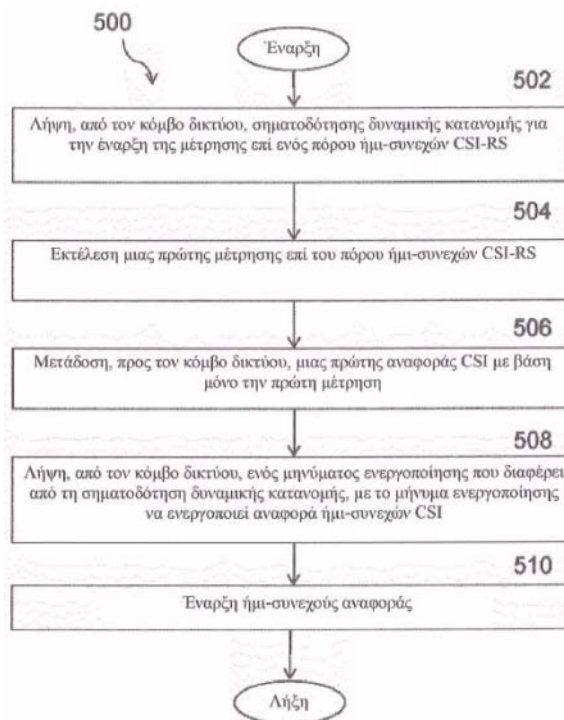 500
Έναρξη
502
Λήψη, από τον κόμβο δικτύου, σηματοδότησης δυναμικής κατανομής για
την έναρξη της μέτρησης επί ενός πόρου ήμι-συνεχών CSI-RS
504
Εκτέλεση μιας πρώτης μέτρησης επί του πόρου ήμι-συνεχών CSI-RS
506
Μετάδοση, προς τον κόμβο δικτύου, μιας πρώτης αναφοράς CSI με βάση
μόνο την πρώτη μέτρηση
508
Λήψη, από τον κόμβο δικτύου, ενός μηνύματος ενεργοποίησης που διαφέρει
από τη σηματοδότηση δυναμικής κατανομής, με το μήνυμα ενεργοποίησης
να ενεργοποιεί αναφορά ήμι-συνεχών CSI
510
Έναρξη ήμι-συνεχούς αναφοράς
Λήξη